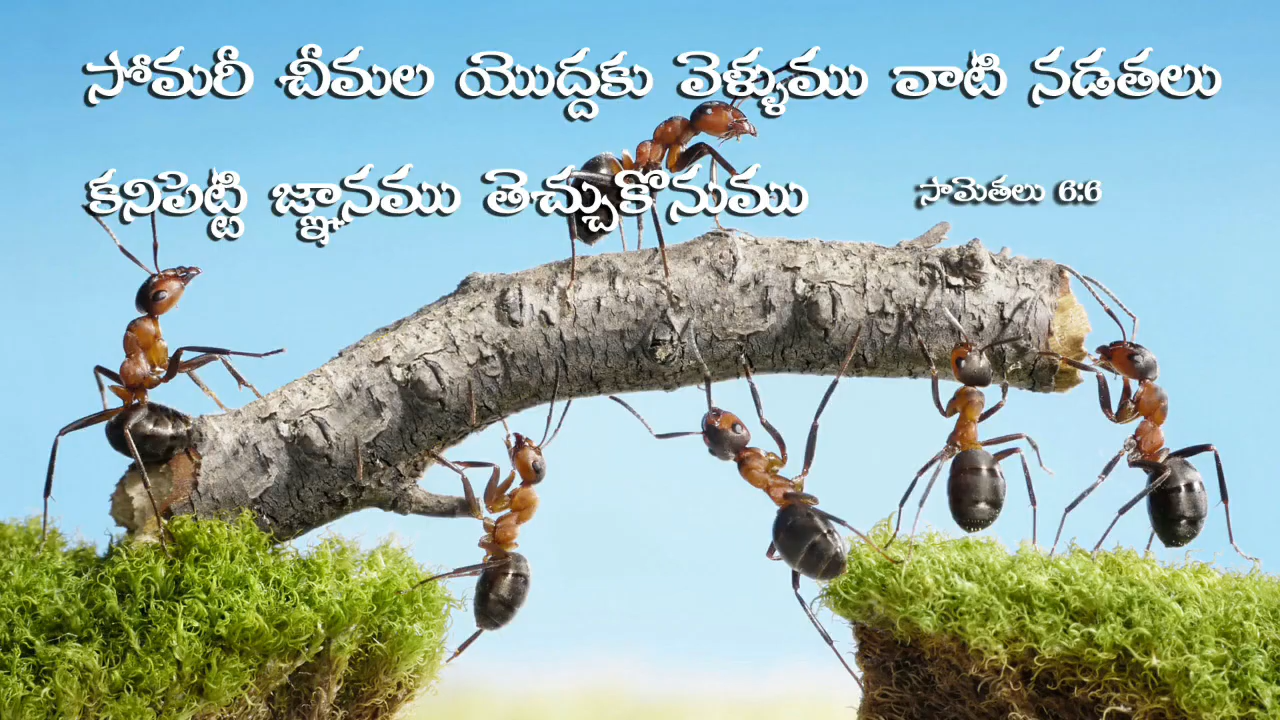 సోమరీ చీమల యొద్దకు వెళ్ళుము వాటి నడతలు
కనిపెట్టి జ్ఞానము తెచ్చుకొనుము సామెతలు 6:6